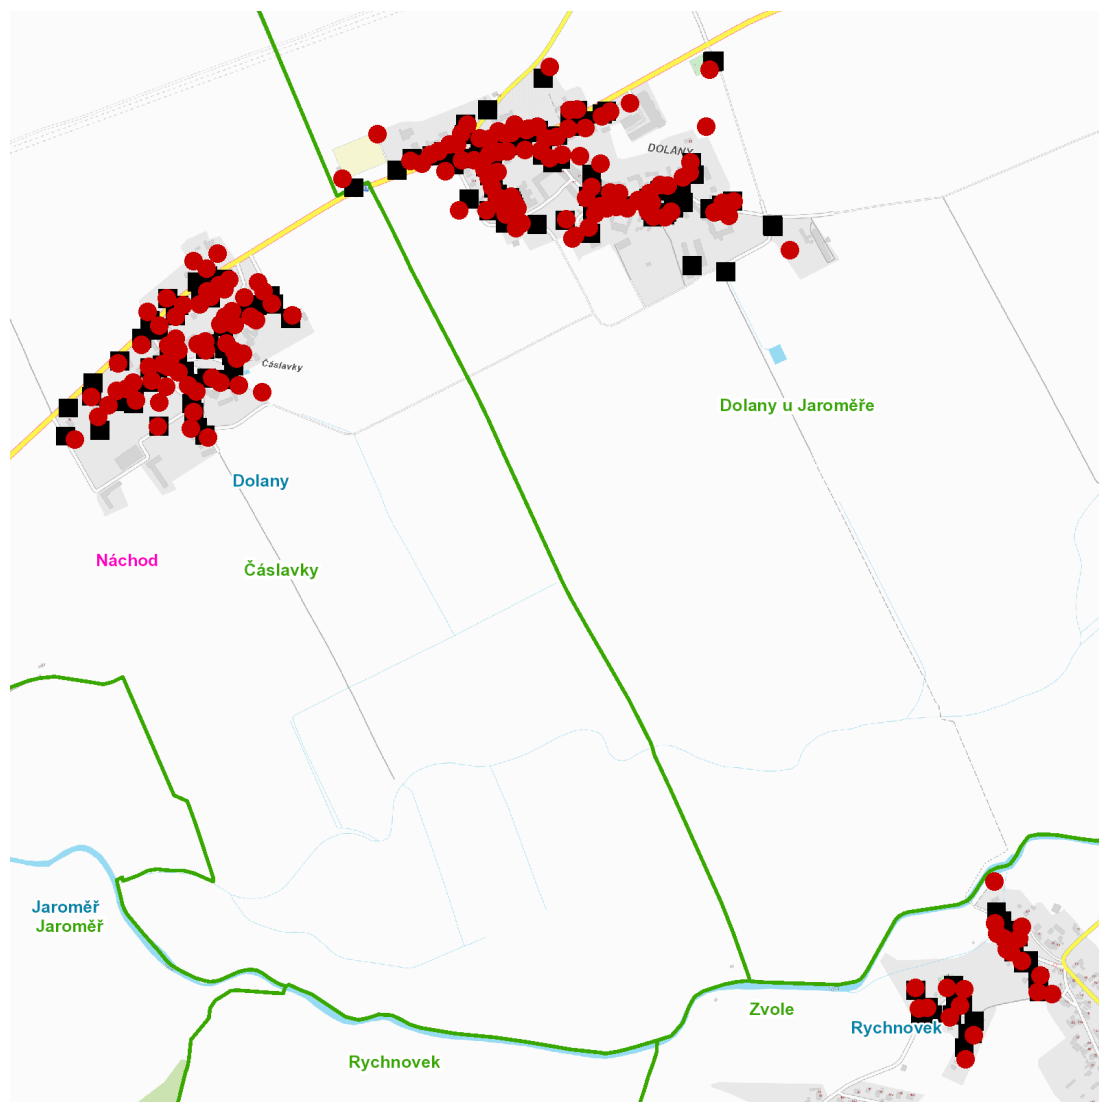 DOLANY
Čáslavky
Dolany u Jaroměře
Dolany
Náchod
Čáslavky
Jaroměř
Jaroměř
Zvole
Rychnovek
Rychnovek